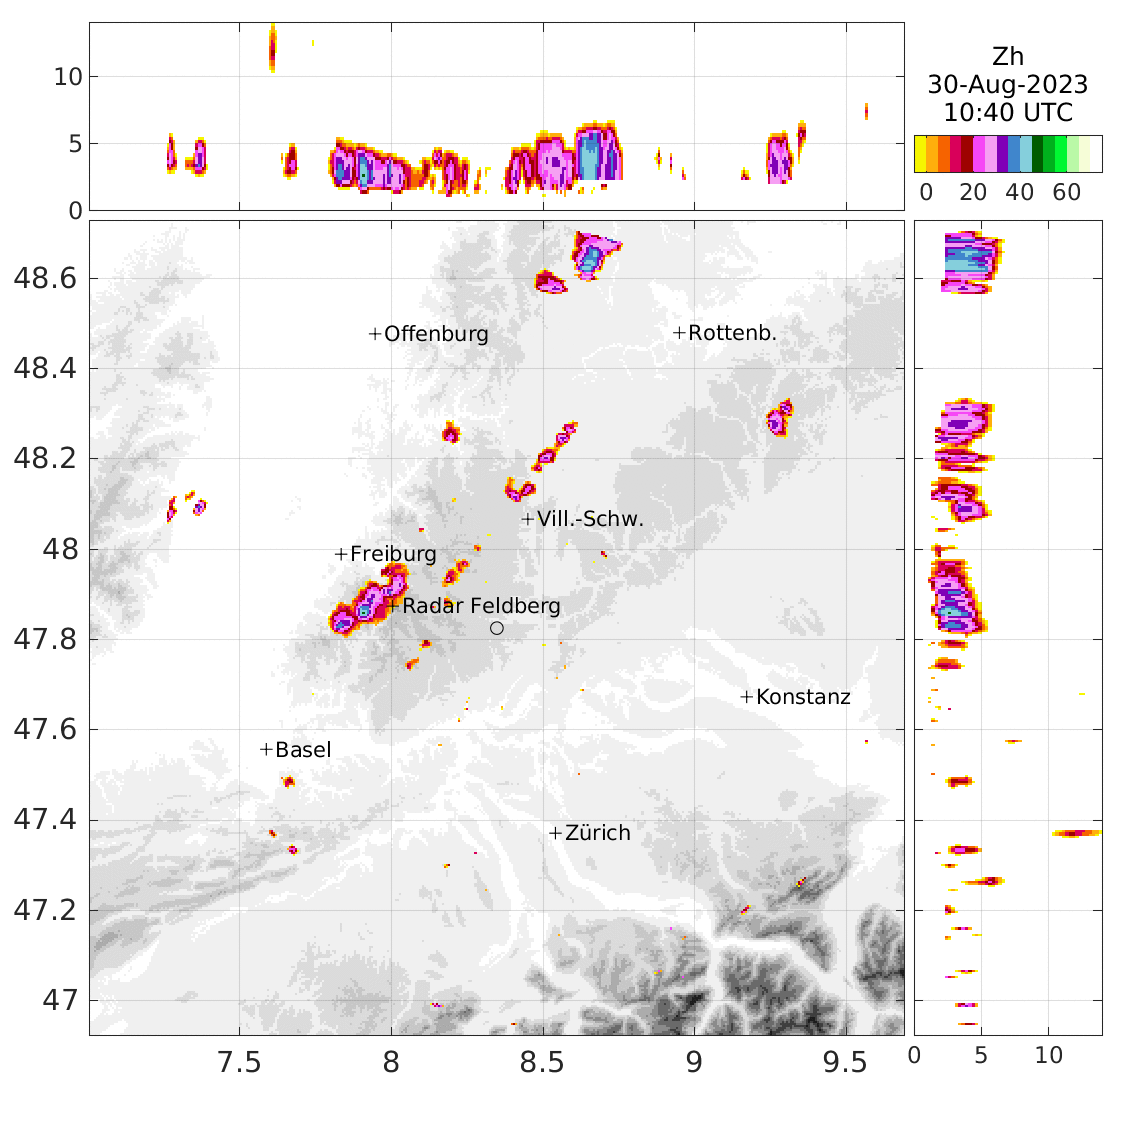 Zh
30-Aug-2023
10:40 UTC
0 20 40 60
10
5
0
48.6
48.4
48.2
48
47.8
47.6
47.4
47.2
47
+Offenburg
+Rottenb.
+Vill.-Schw.
+Freiburg
+Radar Feldberg
+Konstanz
+Basel
+Zürich
7.5 8 8.5 9 9.5
0 5 10